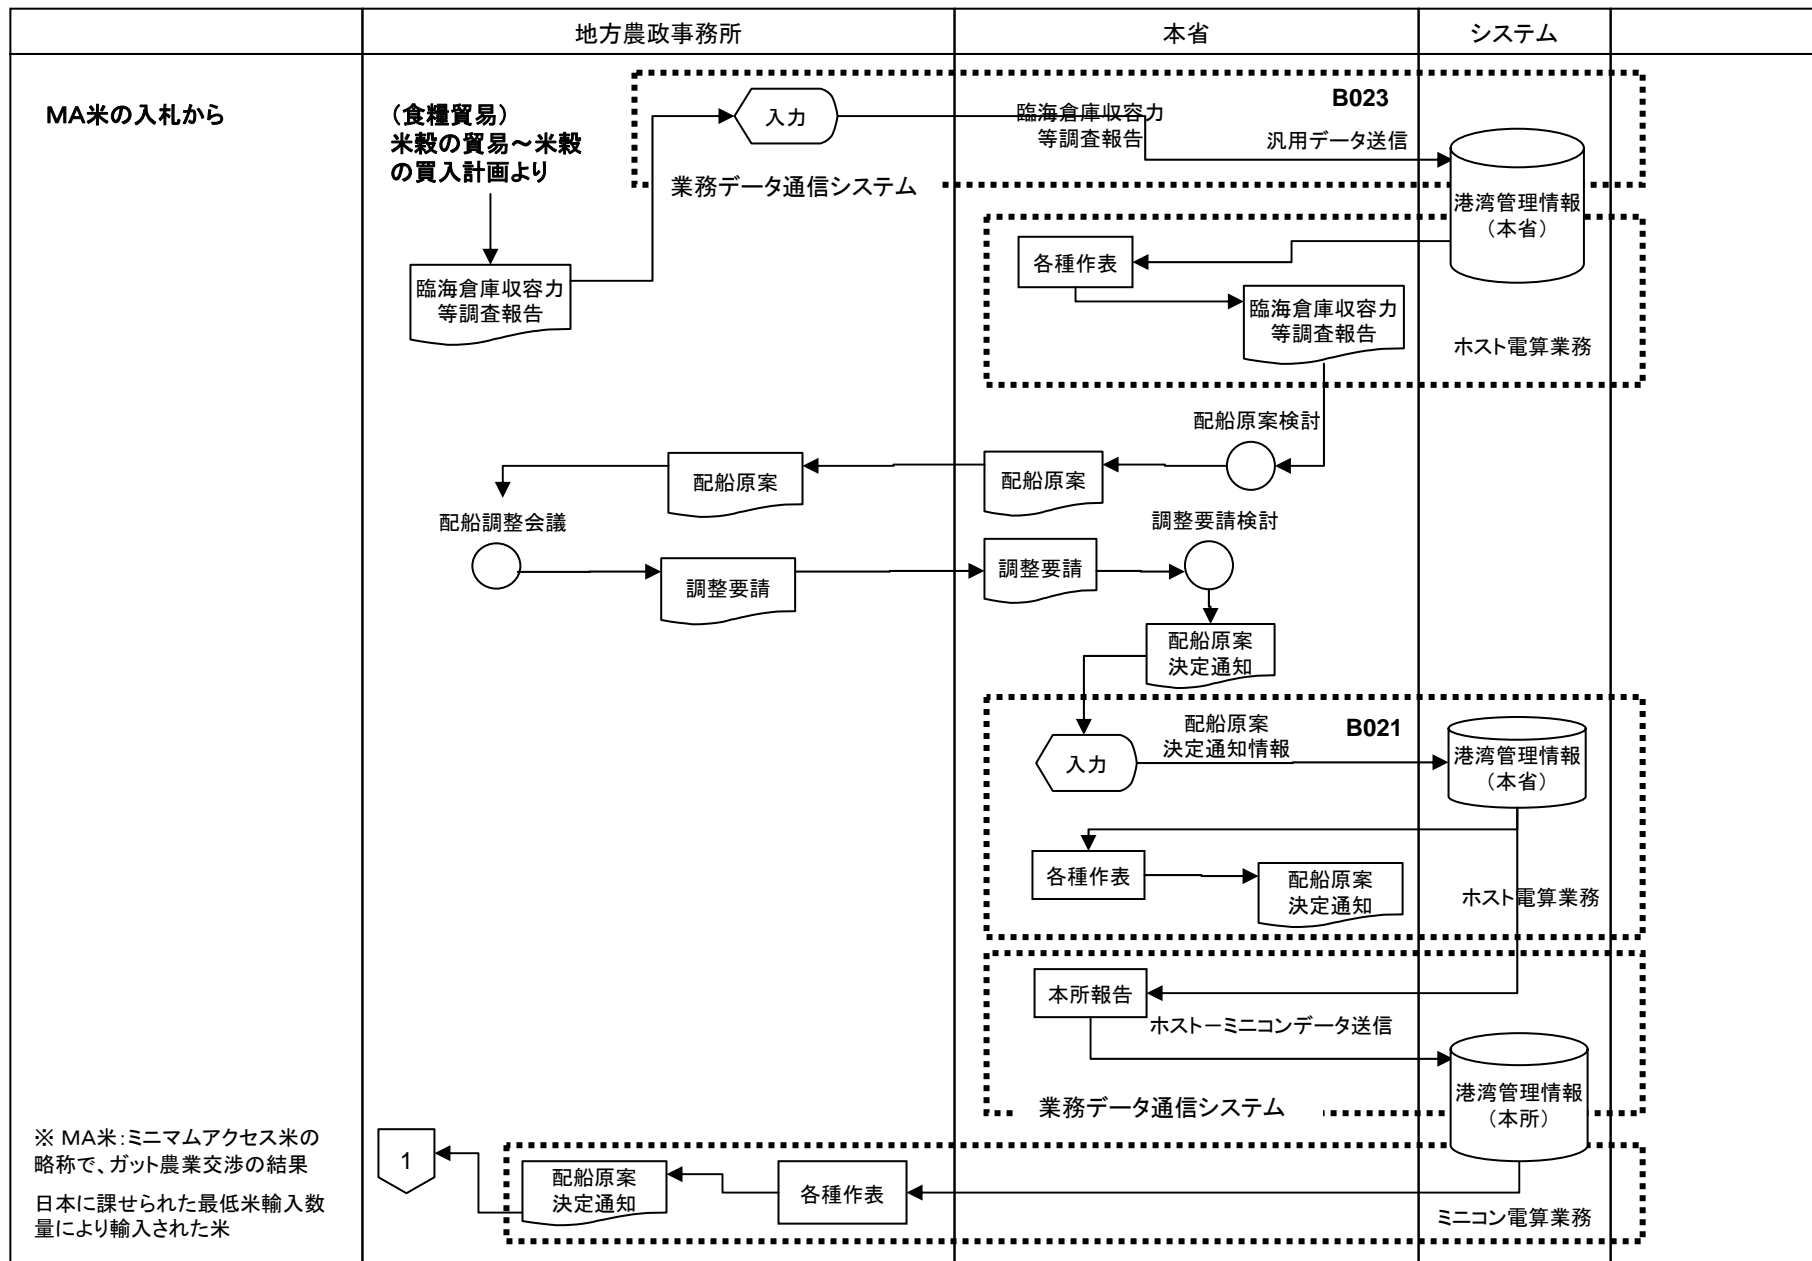 地方農政事務所
本省
システム
MA米の入札から
（食糧貿易）
米穀の貿易～米穀
の買入計画より
入力
臨海倉庫収容力
等調査報告
B023
汎用データ送信
業務データ通信システム
港湾管理情報
（本省）
臨海倉庫収容力
等調査報告
各種作表
臨海倉庫収容力
等調査報告
ホスト電算業務
配船原案検討
配船原案
配船原案
配船調整会議
調整要請検討
調整要請
調整要請
配船原案
決定通知
配船原案
決定通知情報
B021
入力
港湾管理情報
（本省）
各種作表
配船原案
決定通知
ホスト電算業務
本所報告
ホスト－ミニコンデータ送信
業務データ通信システム
港湾管理情報
（本所）
※ MA米：ミニマムアクセス米の
略称で、ガット農業交渉の結果
日本に課せられた最低米輸入数
量により輸入された米
1
配船原案
決定通知
各種作表
ミニコン電算業務